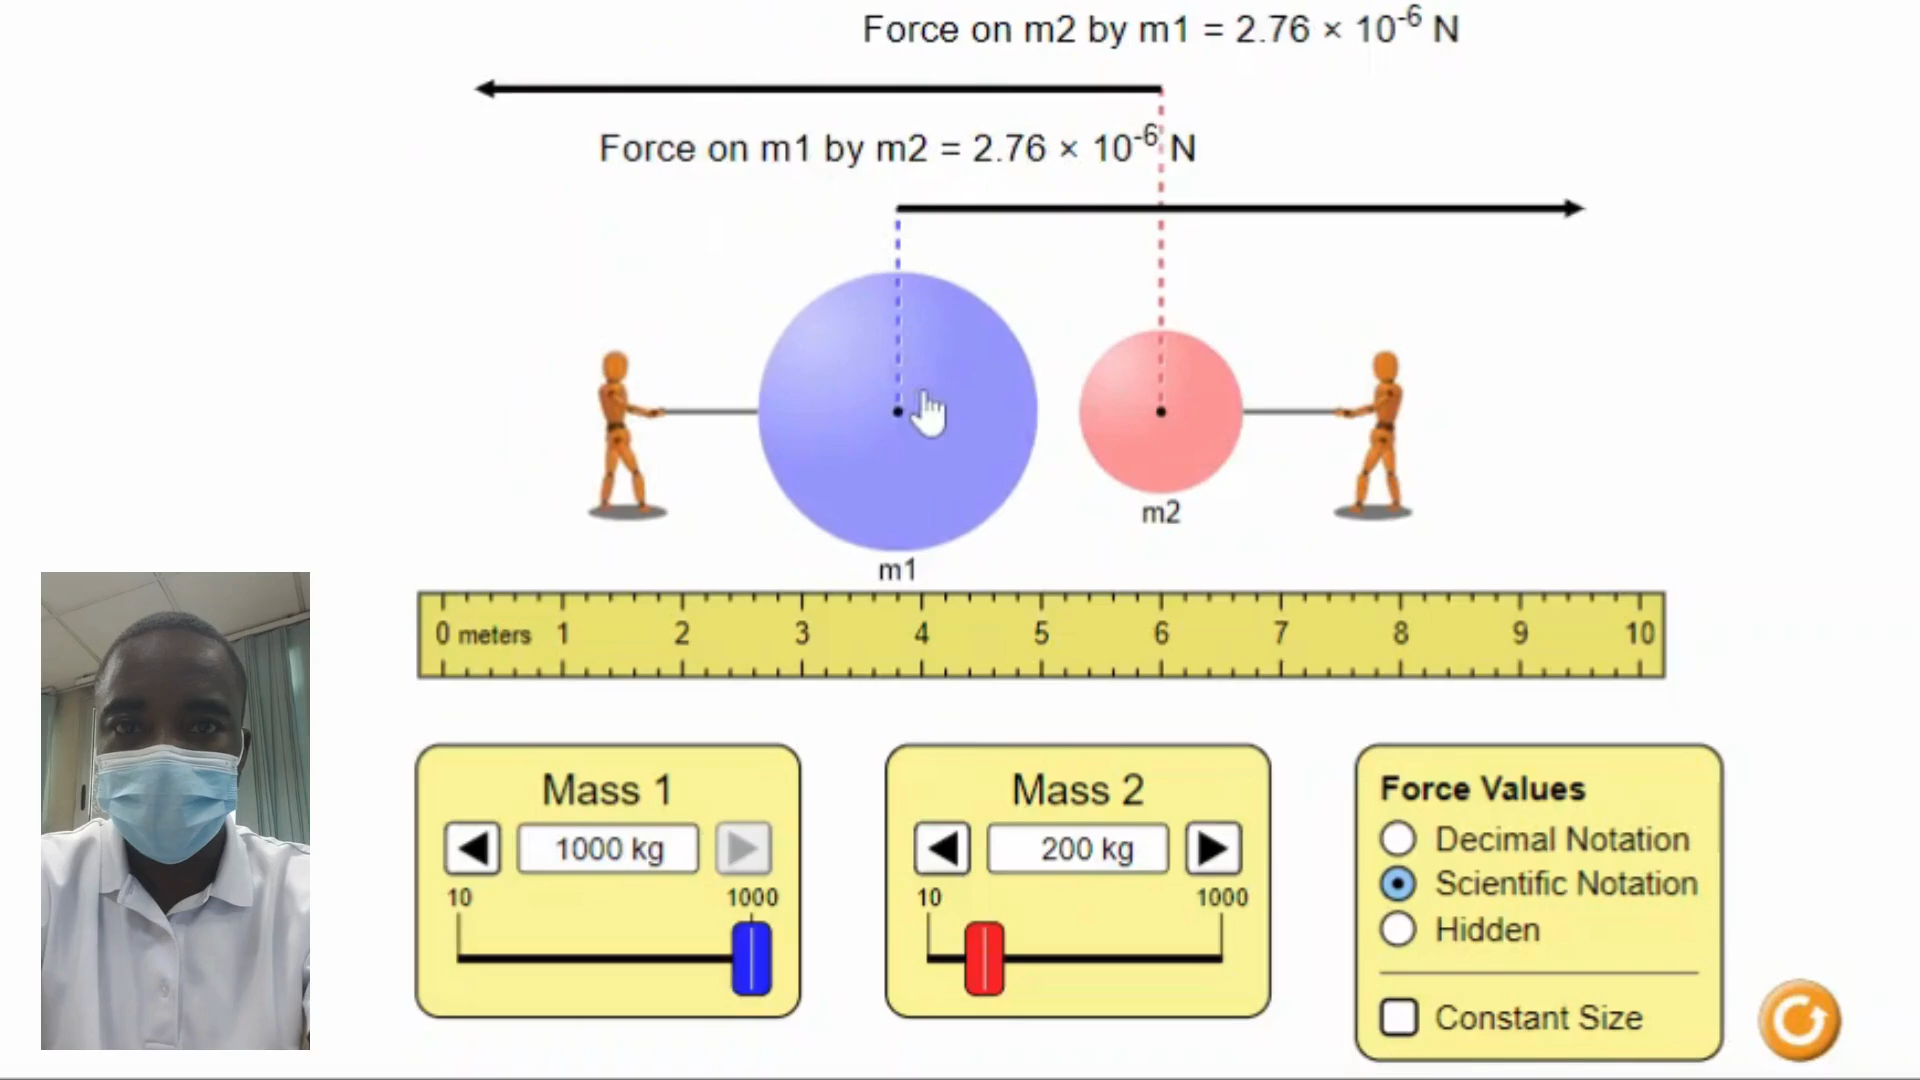 Force on m2 by m1 = 2.76 × 10⁻⁶ N
Force on m1 by m2 = 2.76 × 10⁻⁶ N
m2
m1
0 meters 1 2 3 4 5 6 7 8 9 10
Mass 1
1000 kg
10 1000
Mass 2
200 kg
10 1000
Force Values
Decimal Notation
Scientific Notation
Hidden
Constant Size